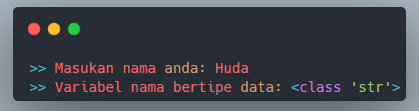 >> Masukan nama anda: Huda
>> Variabel nama bertipe data: <class 'str'>